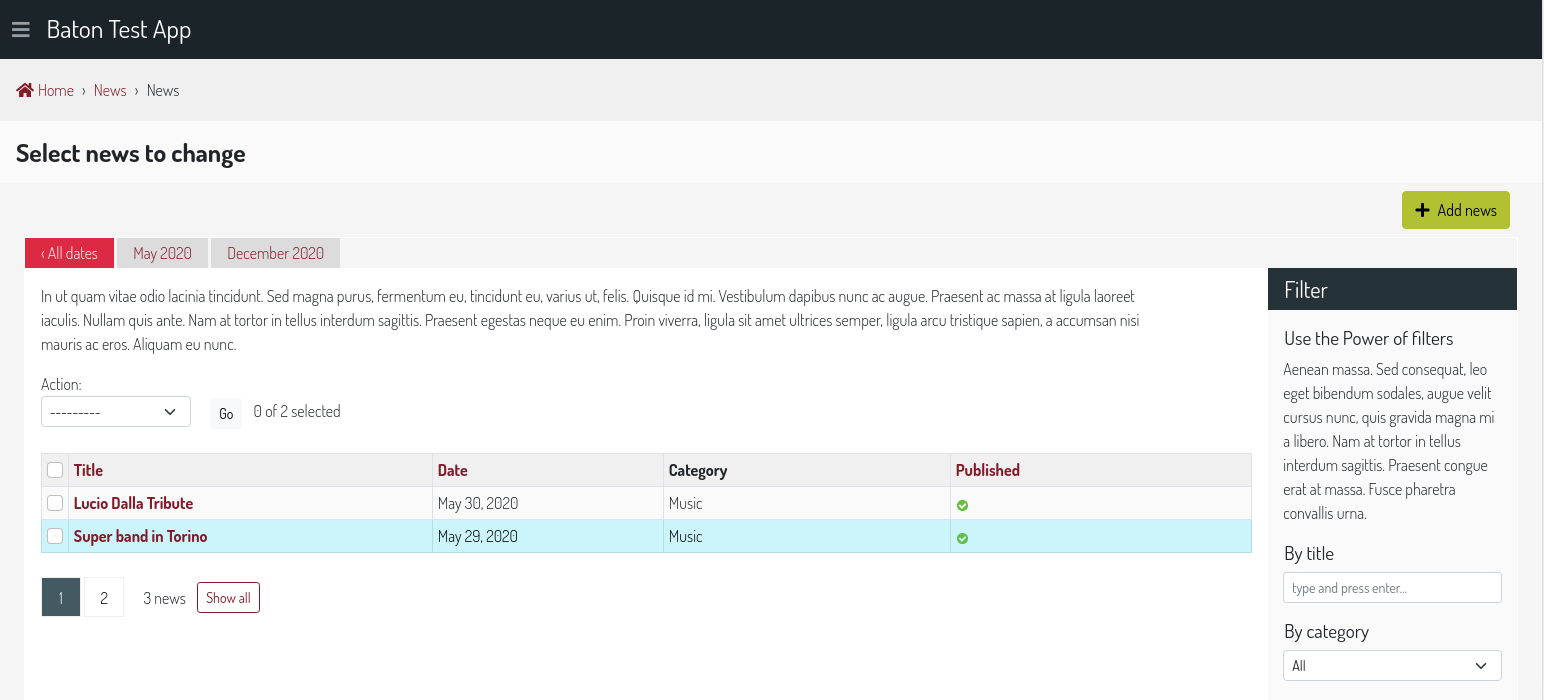 Baton Test App
Home › News › News
Select news to change
Add news
‹ All dates May 2020 December 2020
In ut quam vitae odio lacinia tincidunt. Sed magna purus, fermentum eu, tincidunt eu, varius ut, felis. Quisque id mi. Vestibulum dapibus nunc ac augue. Praesent ac massa at ligula laoreet
iaculis. Nullam quis ante. Nam at tortor in tellus interdum sagittis. Praesent egestas neque eu enim. Proin viverra, ligula sit amet ultrices semper, ligula arcu tristique sapien, a accumsan nisi
mauris ac eros. Aliquam eu nunc.
Action:
--------- Go 0 of 2 selected
Title Date Category Published
Lucio Dalla Tribute May 30, 2020 Music
Super band in Torino May 29, 2020 Music
1 2 3 news Show all
Filter
Use the Power of filters
Aenean massa. Sed consequat, leo
eget bibendum sodales, augue velit
cursus nunc, quis gravida magna mi
a libero. Nam at tortor in tellus
interdum sagittis. Praesent congue
erat at massa. Fusce pharetra
convallis urna.
By title
type and press enter...
By category
All